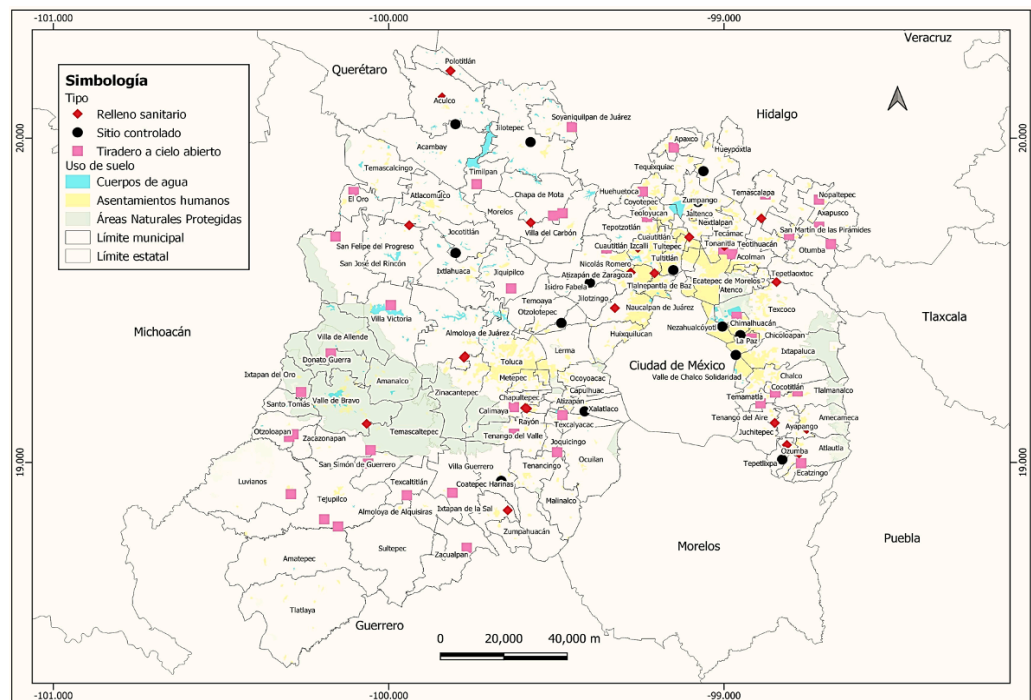 -101.000
-100.000
-99.000
Veracruz
Querétaro
Polotitlán
Simbología
Tipo
Relleno sanitario
Sitio controlado
Tiradero a cielo abierto
Uso de suelo
Cuerpos de agua
Asentamientos humanos
Áreas Naturales Protegidas
Límite municipal
Límite estatal
Aculco
Hidalgo
Soyaniquilpan de Juárez
Jilotepec
20.000
20.000
Acambay
Apaxco
Hueypoxtla
Tequixquiac
Temascalcingo
Timilpan
El Oro
Atlacomulco
Chapa de Mota
Huehuetoca
Coyotepec
Zumpango
Temascalapa
Nopaltepec
Jaltenco
Axapusco
Morelos
Teoloyucan
Nextlalpan
Villa del Carbón
Tepotzotlán
Tecámac
San Martín de las Pirámides
Jocotitlán
Cuautitlán
Tonanitla
Teotihuacán
Otumba
San Felipe del Progreso
Cuautitlán Izcalli
Tultepec
Acolman
San José del Rincón
Nicolás Romero
Tultitlán
Ixtlahuaca
Jiquipilco
Atizapán de Zaragoza
Ecatepec de Morelos
Tepetlaoxtoc
Isidro Fabela
Tlalnepantla de Baz
Atenco
Temoaya
Jilotzingo
Otzolotepec
Naucalpan de Juárez
Texcoco
Villa Victoria
Michoacán
Tlaxcala
Almoloya de Juárez
Huixquilucan
Nezahualcóyotl
Chimalhuacán
Chicoloapan
La Paz
Villa de Allende
Lerma
Ixtapaluca
Donato Guerra
Toluca
Ciudad de México
Ixtapan del Oro
Amanalco
Metepec
Ocoyoacac
Valle de Chalco Solidaridad
Chalco
Zinacantepec
Capulhuac
Cocotitlán
Tlalmanalco
Santo Tomás
Valle de Bravo
Chapultepec
Atizapán
Temamatla
Calimaya
Xalatlaco
Tenango del Aire
Amecameca
Otzoloapan
Temascaltepec
Rayón
Texcalyacac
Juchitepec
Ayapango
Zacazonapan
Tenango del Valle
Joquicingo
Ozumba
Atlautla
San Simón de Guerrero
Villa Guerrero
Tenancingo
Ocuilan
Tepetlixpa
19.000
19.000
Ecatzingo
Luvianos
Texcaltitlán
Coatepec Harinas
Tejupilco
Malinalco
Almoloya de Alquisiras
Ixtapan de la Sal
Zumpahuacán
Morelos
Puebla
Amatepec
Sultepec
Zacualpan
Tlatlaya
Guerrero
0
20,000
40,000 m
-101.000
-100.000
-99.000